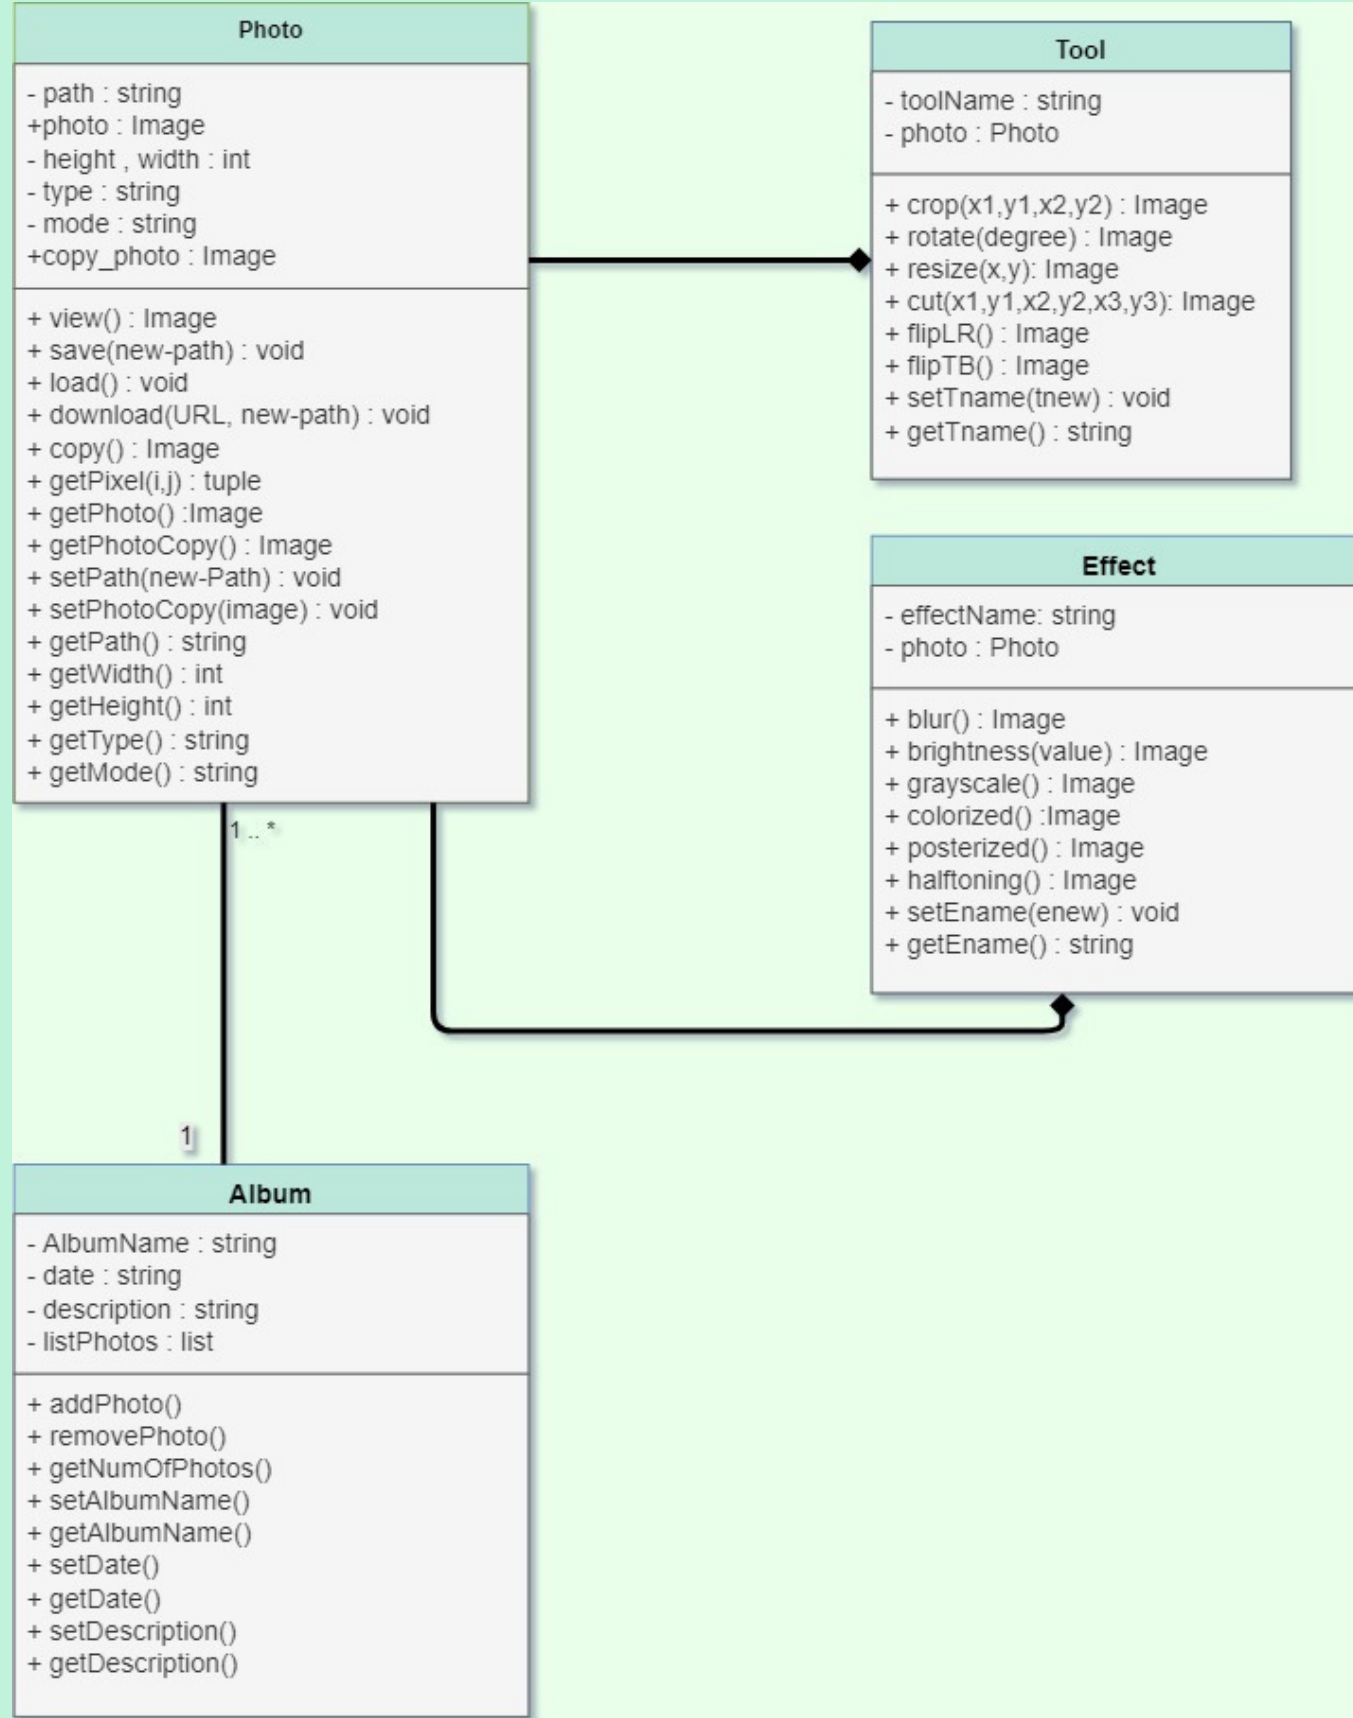 Photo
- path : string
+photo : Image
- height , width : int
- type : string
- mode : string
+copy_photo : Image
+ view() : Image
+ save(new-path) : void
+ load() : void
+ download(URL, new-path) : void
+ copy() : Image
+ getPixel(i,j) : tuple
+ getPhoto() :Image
+ getPhotoCopy() : Image
+ setPath(new-Path) : void
+ setPhotoCopy(image) : void
+ getPath() : string
+ getWidth() : int
+ getHeight() : int
+ getType() : string
+ getMode() : string
Tool
- toolName : string
- photo : Photo
+ crop(x1,y1,x2,y2) : Image
+ rotate(degree) : Image
+ resize(x,y): Image
+ cut(x1,y1,x2,y2,x3,y3): Image
+ flipLR() : Image
+ flipTB() : Image
+ setTname(tnew) : void
+ getTname() : string
Effect
- effectName: string
- photo : Photo
+ blur() : Image
+ brightness(value) : Image
+ grayscale() : Image
+ colorized() :Image
+ posterized() : Image
+ halftoning() : Image
+ setEname(enew) : void
+ getEname() : string
1 .. *
1
Album
- AlbumName : string
- date : string
- description : string
- listPhotos : list
+ addPhoto()
+ removePhoto()
+ getNumOfPhotos()
+ setAlbumName()
+ getAlbumName()
+ setDate()
+ getDate()
+ setDescription()
+ getDescription()